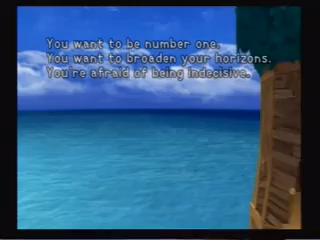 You want to be number one.
You want to broaden your horizons.
You're afraid of being indecisive.